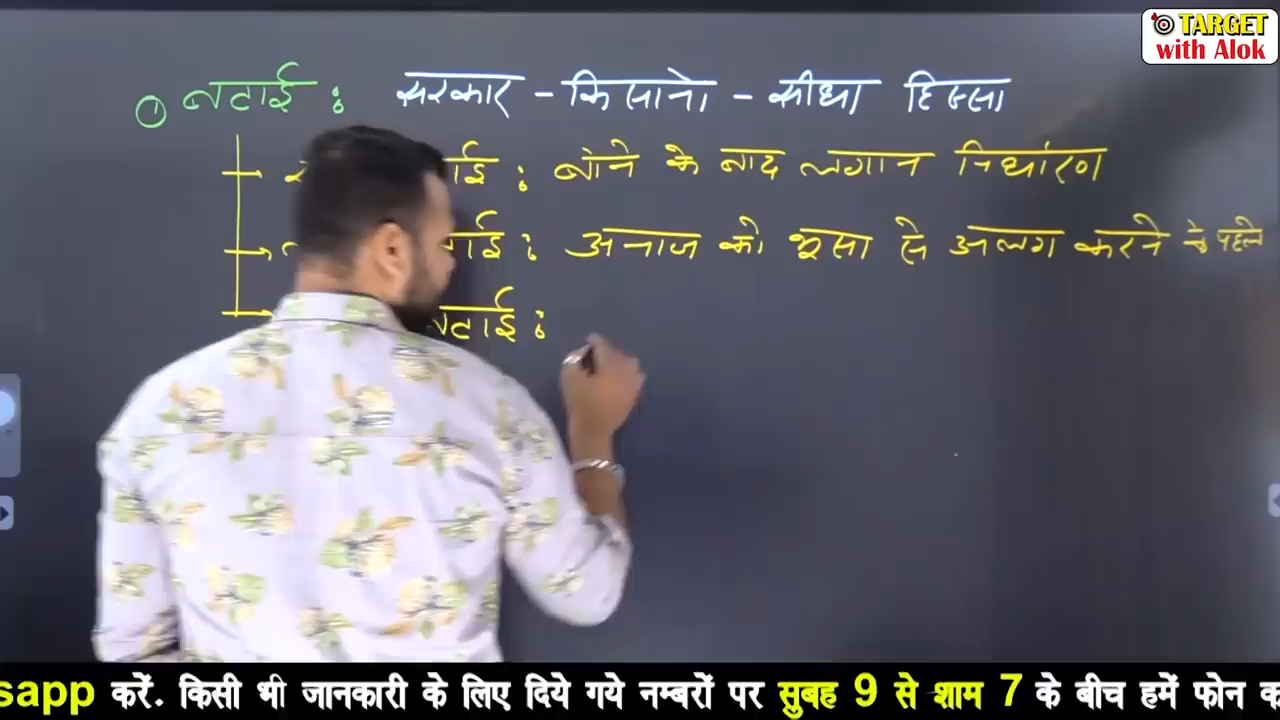 TARGET
with Alok
① बटाई : सरकार - किसानो - सीधा हिस्सा
बोने के बाद लगान निर्धारण
अनाज को भूसा से अलग करने के पहले
बटाई :
sapp करें. किसी भी जानकारी के लिए दिये गये नम्बरों पर सुबह 9 से शाम 7 के बीच हमें फोन क